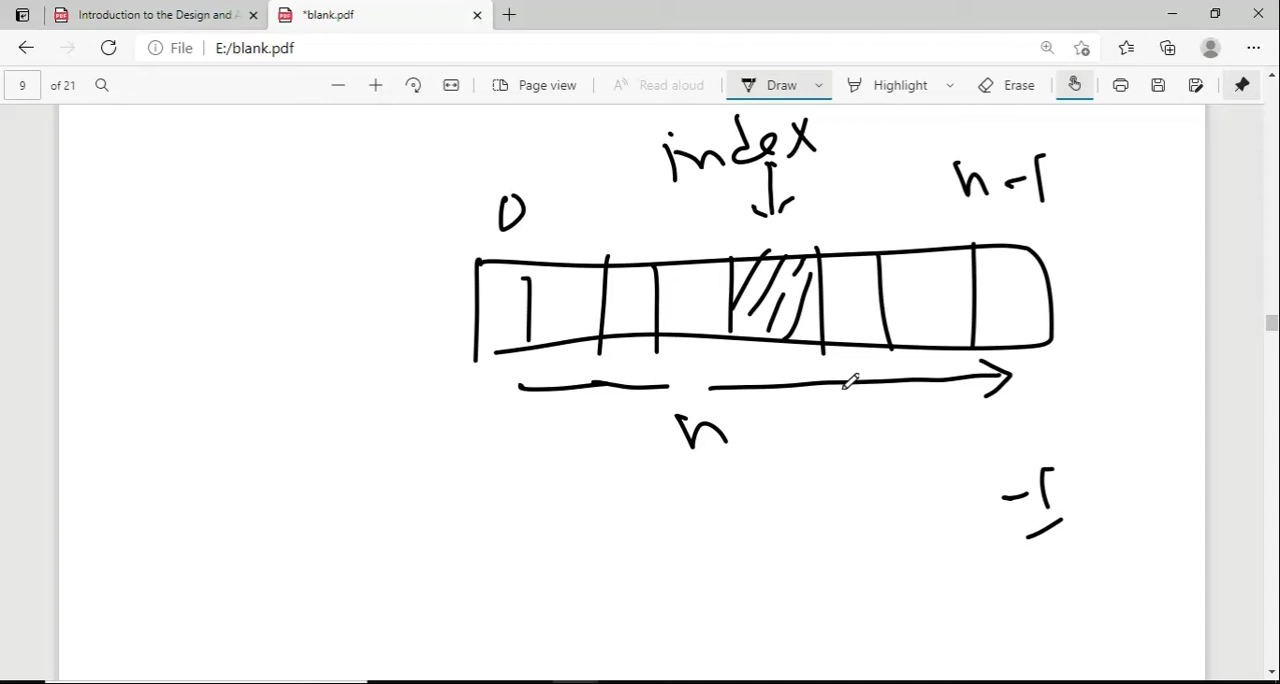 Introduction to the Design and A
*blank.pdf
File E:/blank.pdf
9 of 21 Page view Read aloud Draw Highlight Erase
index
0 n-1
n
-1